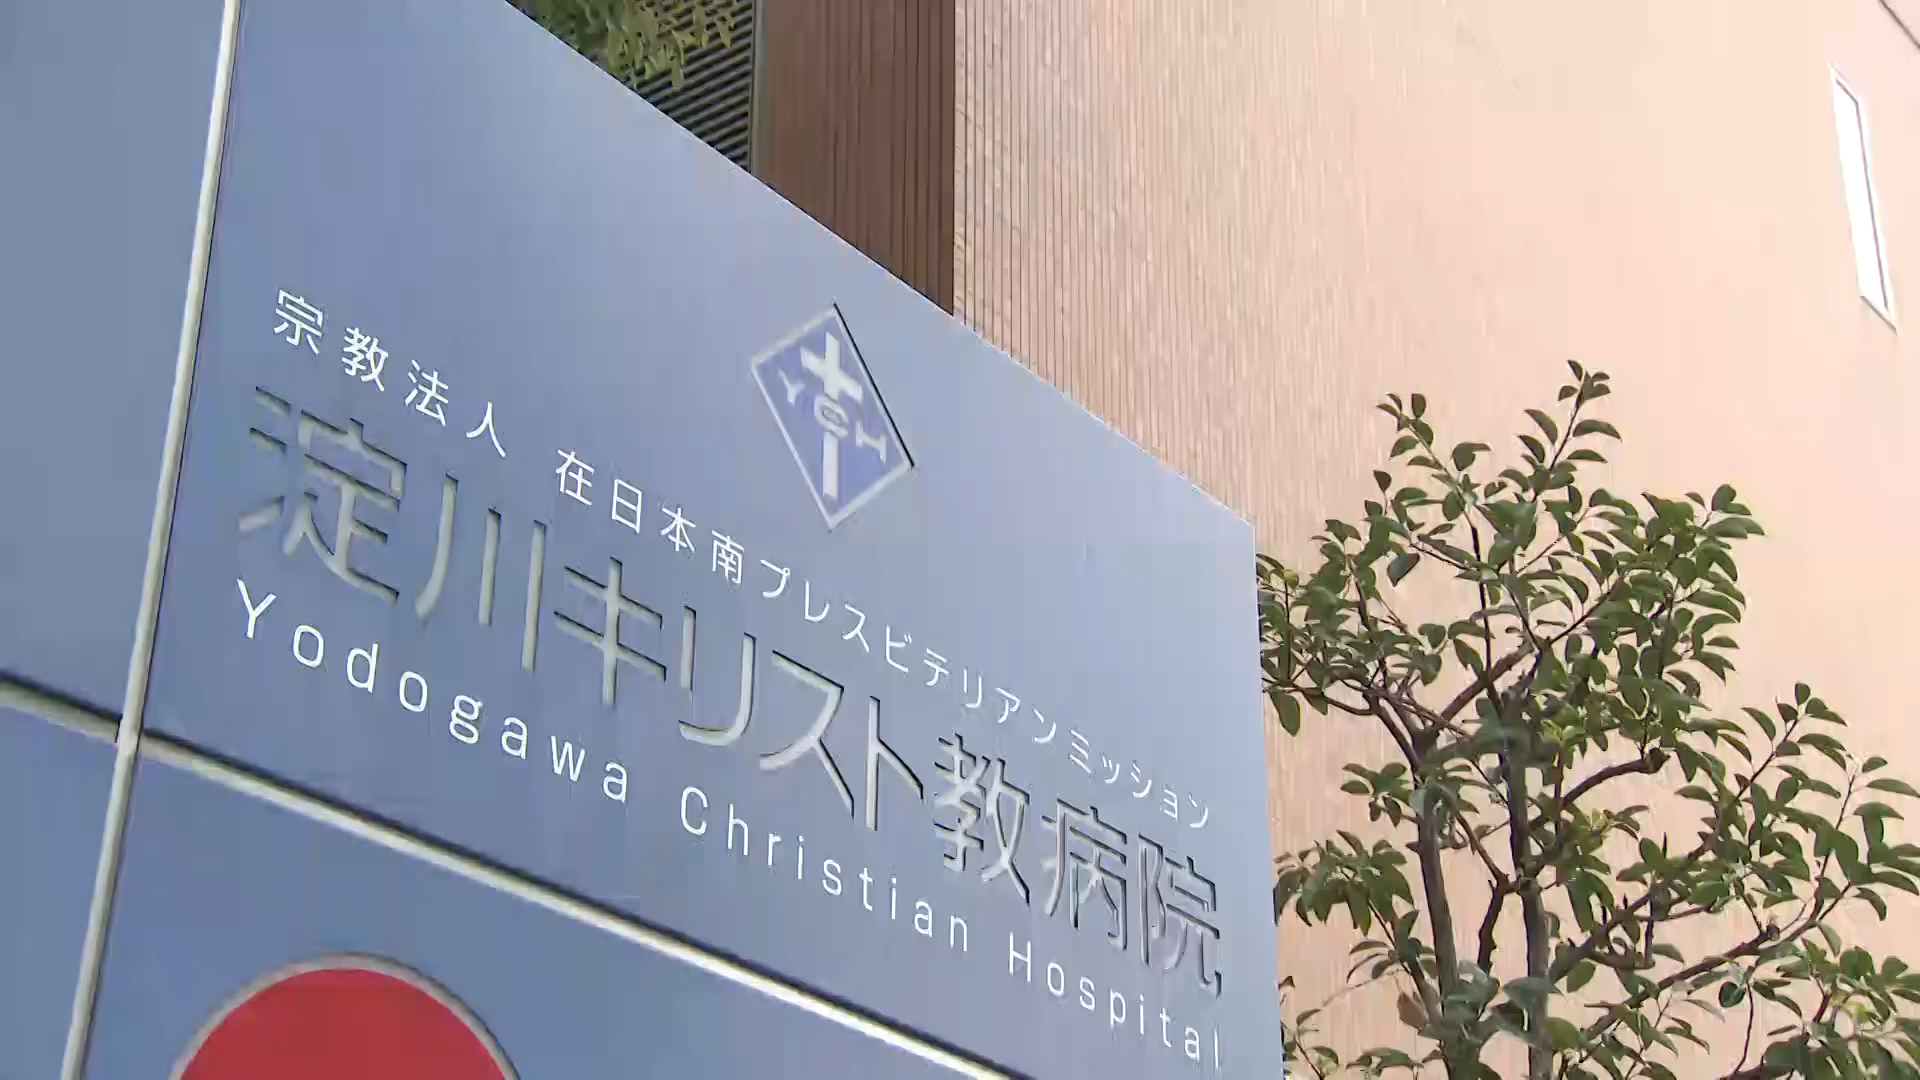 YCH
宗教法人 在日本南プレスビテリアンミッション
淀川キリスト教病院
Yodogawa Christian Hospital